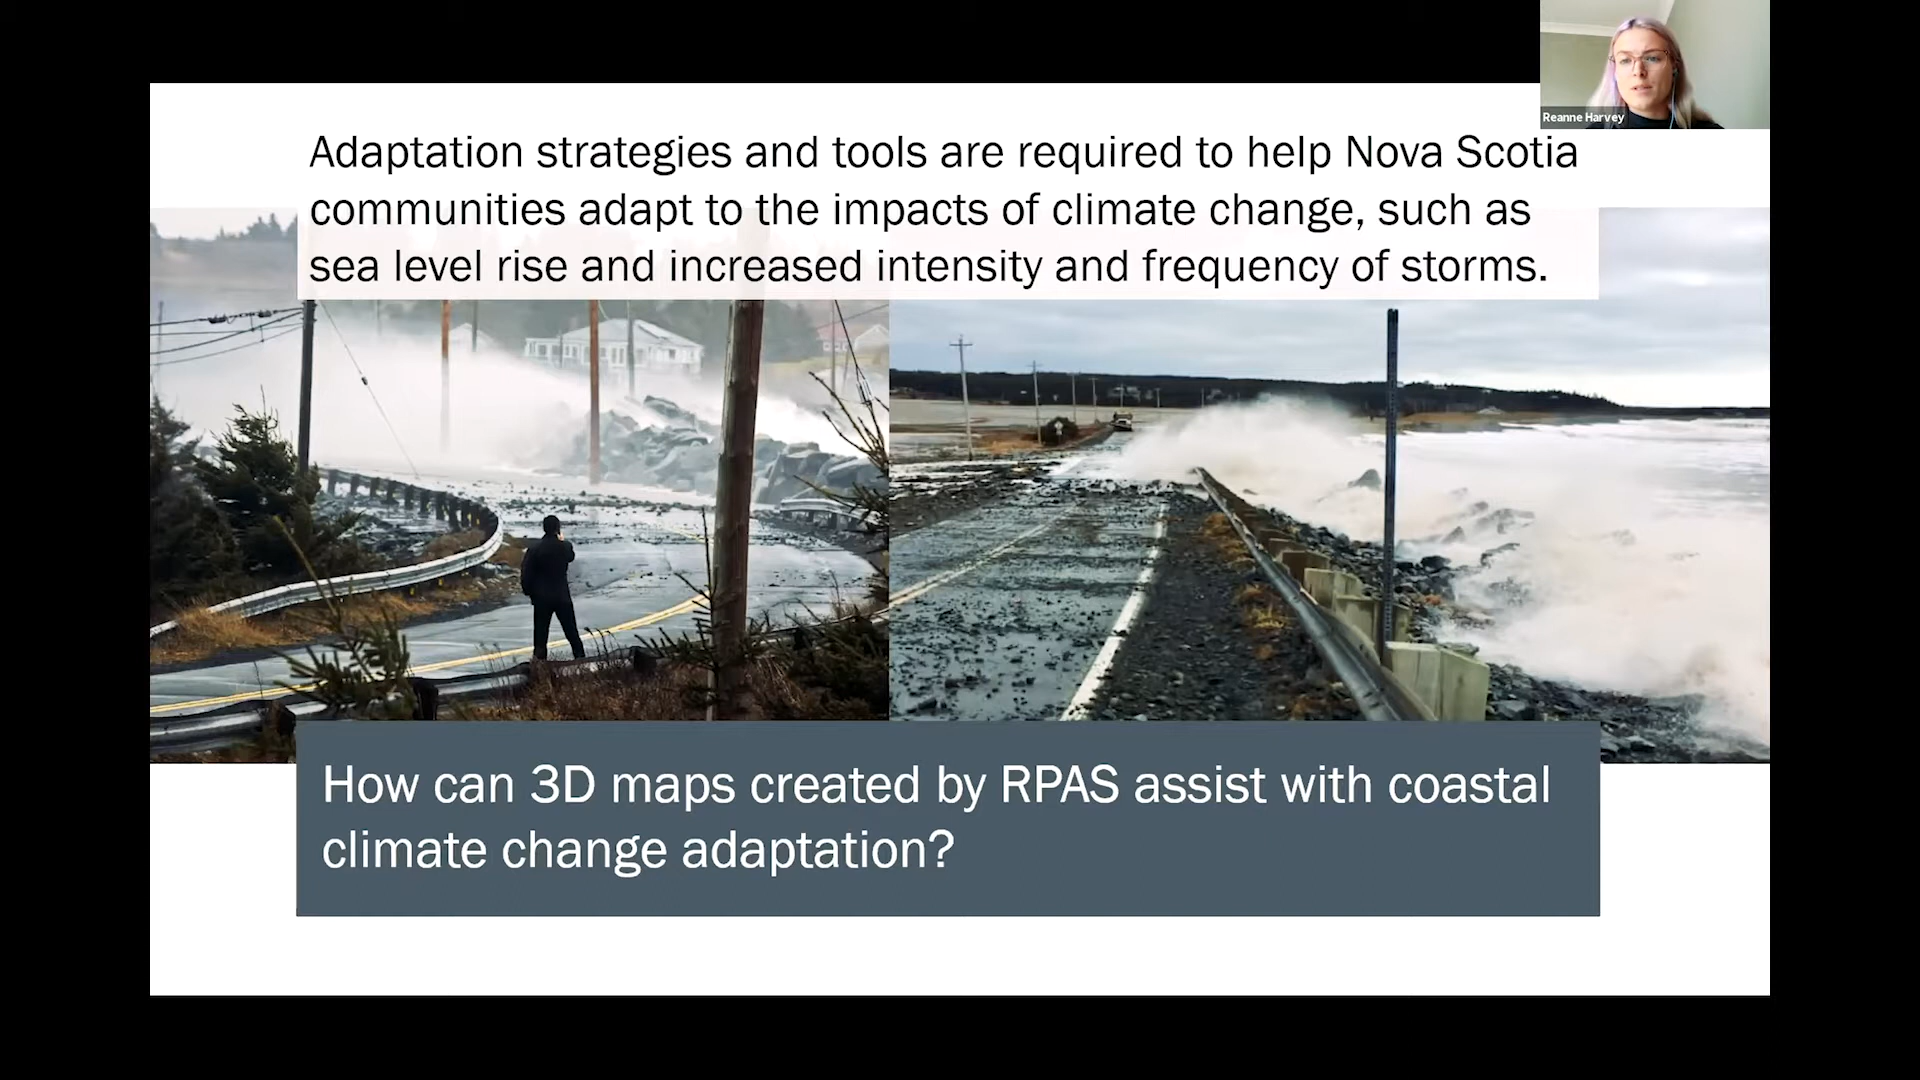 Reanne Harvey
Adaptation strategies and tools are required to help Nova Scotia
communities adapt to the impacts of climate change, such as
sea level rise and increased intensity and frequency of storms.
How can 3D maps created by RPAS assist with coastal
climate change adaptation?